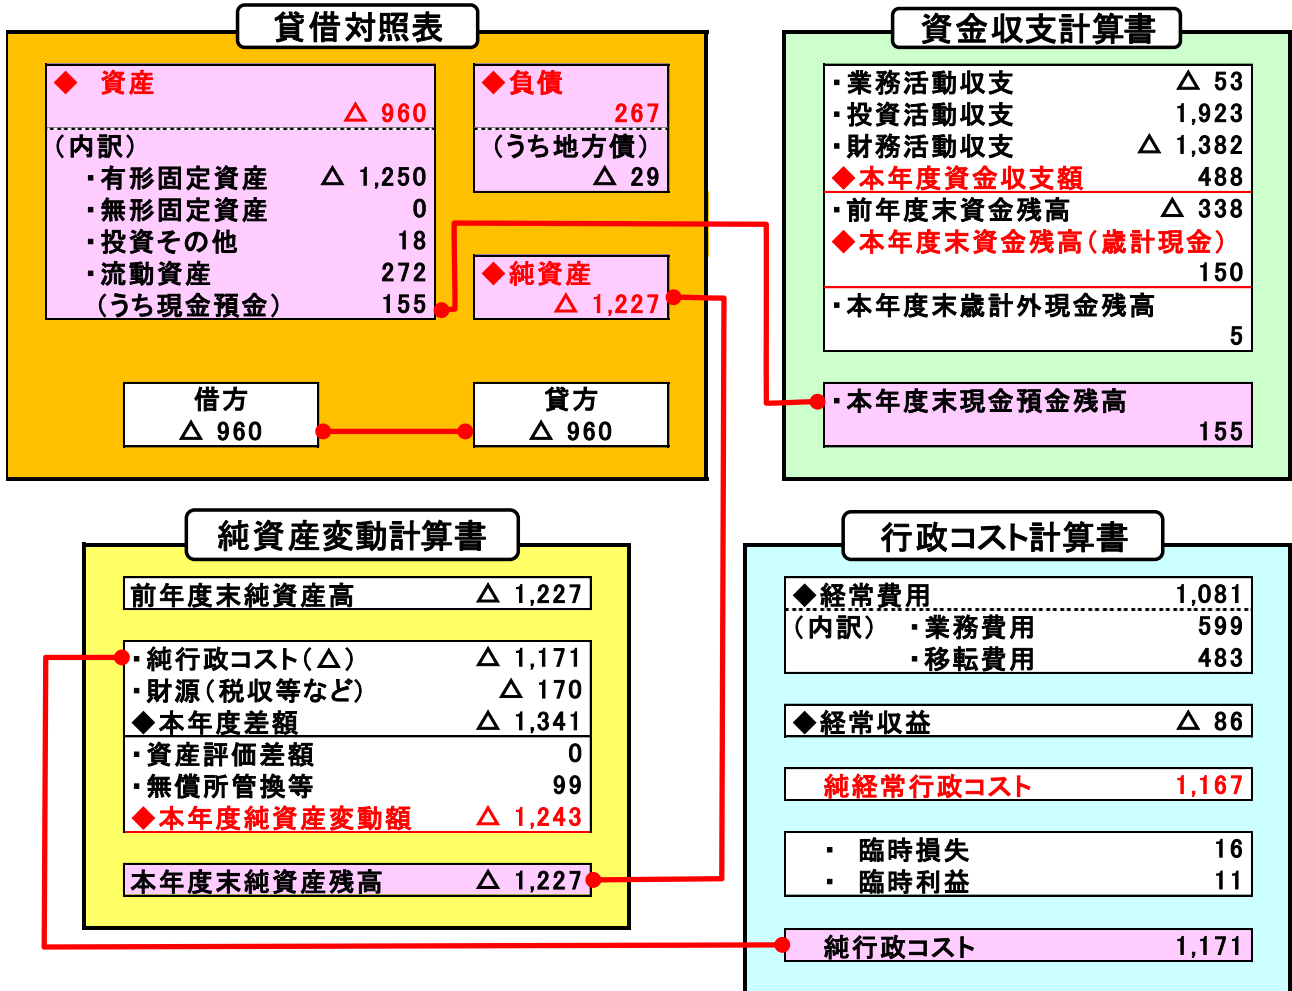 貸借対照表
◆ 資産
△ 960
(内訳)
・有形固定資産 △ 1,250
・無形固定資産 0
・投資その他 18
・流動資産 272
(うち現金預金) 155
◆負債
267
(うち地方債)
△ 29
◆純資産
△ 1,227
借方
△ 960
貸方
△ 960
資金収支計算書
・業務活動収支 △ 53
・投資活動収支 1,923
・財務活動収支 △ 1,382
◆本年度資金収支額 488
・前年度末資金残高 △ 338
◆本年度末資金残高(歳計現金)
150
・本年度末歳計外現金残高
5
・本年度末現金預金残高
155
純資産変動計算書
前年度末純資産高 △ 1,227
・純行政コスト(△) △ 1,171
・財源(税収等など) △ 170
◆本年度差額 △ 1,341
・資産評価差額 0
・無償所管換等 99
◆本年度純資産変動額 △ 1,243
本年度末純資産残高 △ 1,227
行政コスト計算書
◆経常費用 1,081
(内訳) ・業務費用 599
・移転費用 483
◆経常収益 △ 86
純経常行政コスト 1,167
・ 臨時損失 16
・ 臨時利益 11
純行政コスト 1,171